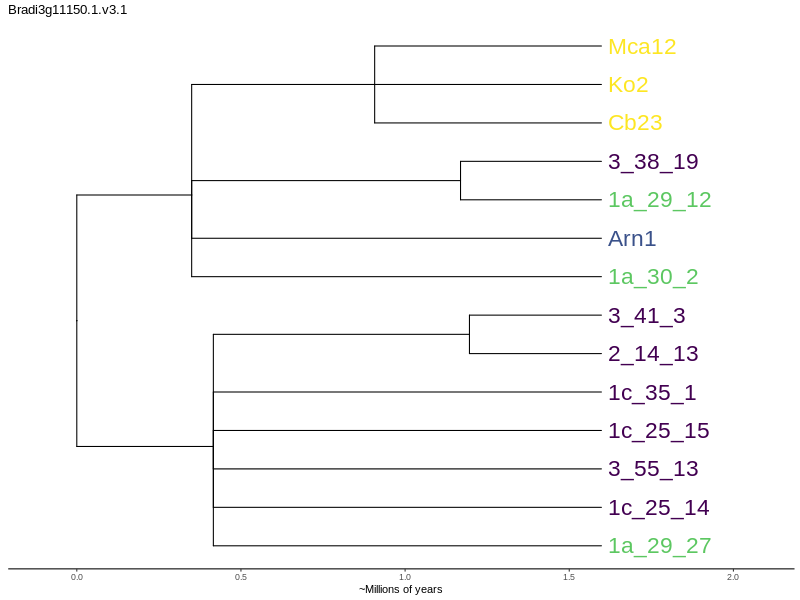 Bradi3g11150.1.v3.1
Mca12
Ko2
Cb23
3_38_19
1a_29_12
Arn1
1a_30_2
3_41_3
2_14_13
1c_35_1
1c_25_15
3_55_13
1c_25_14
1a_29_27
0.0 0.5 1.0 1.5 2.0
~Millions of years